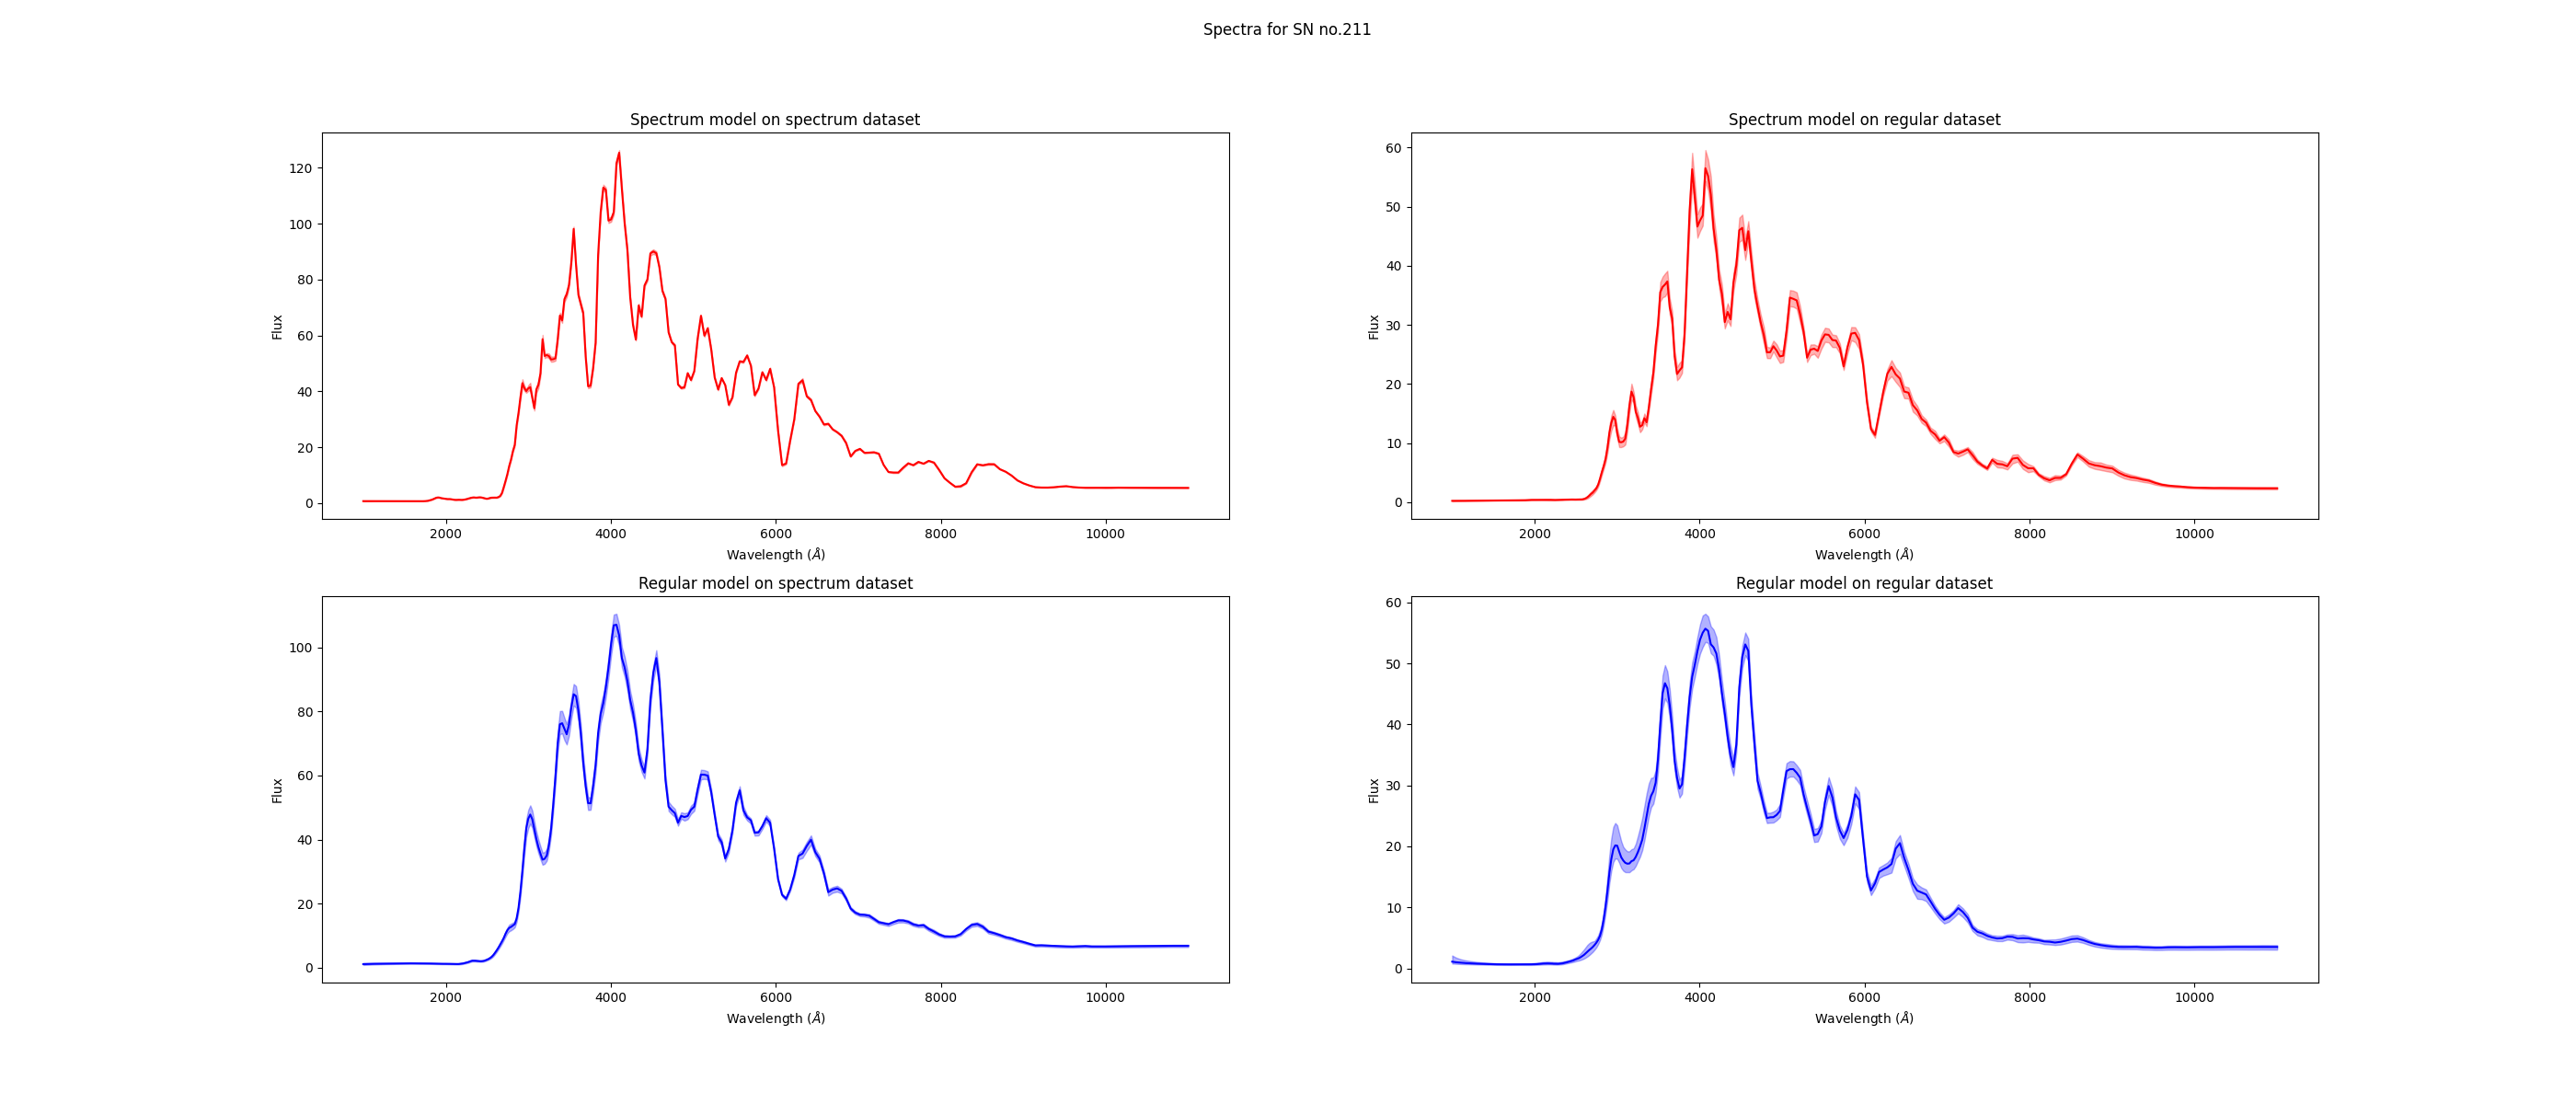 Spectra for SN no.211
Spectrum model on spectrum dataset
120
100
80
60
40
20
0
Flux
2000 4000 6000 8000 10000
Wavelength (Å)
Spectrum model on regular dataset
60
50
40
30
20
10
0
Flux
2000 4000 6000 8000 10000
Wavelength (Å)
Regular model on spectrum dataset
100
80
60
40
20
0
Flux
2000 4000 6000 8000 10000
Wavelength (Å)
Regular model on regular dataset
60
50
40
30
20
10
0
Flux
2000 4000 6000 8000 10000
Wavelength (Å)